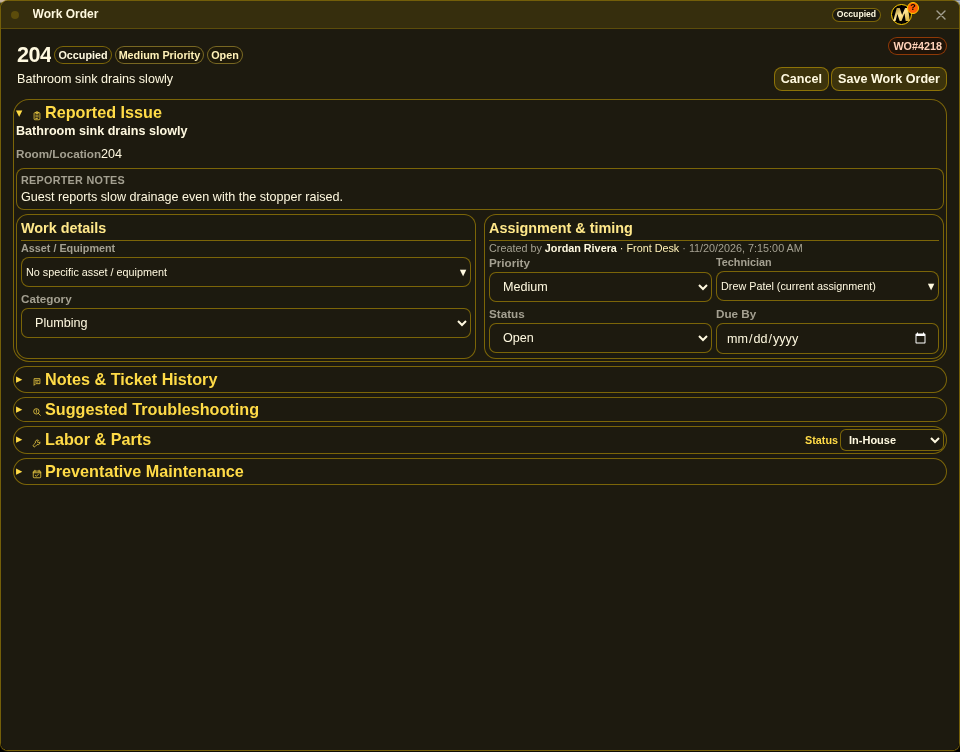 Work Order
Occupied
M ?
204 Occupied Medium Priority Open
WO#4218
Bathroom sink drains slowly
Cancel Save Work Order
Reported Issue
Bathroom sink drains slowly
Room/Location204
REPORTER NOTES
Guest reports slow drainage even with the stopper raised.
Work details
Asset / Equipment
No specific asset / equipment
Category
Plumbing
Assignment & timing
Created by Jordan Rivera · Front Desk · 11/20/2026, 7:15:00 AM
Priority
Medium
Technician
Drew Patel (current assignment)
Status
Open
Due By
mm/dd/yyyy
Notes & Ticket History
Suggested Troubleshooting
Labor & Parts
Status In-House
Preventative Maintenance